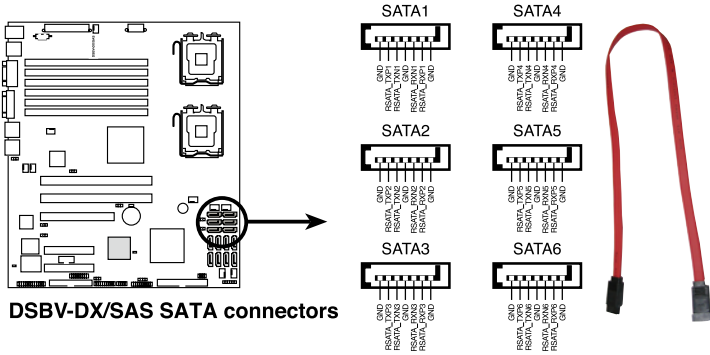 SATA1
GND
RSATA_TXP1
RSATA_TXN1
GND
RSATA_RXN1
RSATA_RXP1
GND
SATA4
GND
RSATA_TXP4
RSATA_TXN4
GND
RSATA_RXN4
RSATA_RXP4
GND
SATA2
GND
RSATA_TXP2
RSATA_TXN2
GND
RSATA_RXN2
RSATA_RXP2
GND
SATA5
GND
RSATA_TXP5
RSATA_TXN5
GND
RSATA_RXN5
RSATA_RXP5
GND
SATA3
GND
RSATA_TXP3
RSATA_TXN3
GND
RSATA_RXN3
RSATA_RXP3
GND
SATA6
GND
RSATA_TXP6
RSATA_TXN6
GND
RSATA_RXN6
RSATA_RXP6
GND
DSBV-DX/SAS SATA connectors